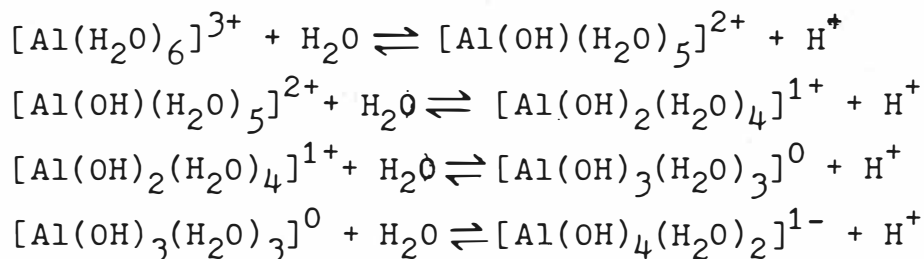 [Al(H₂O)₆]³⁺ + H₂O ⇌ [Al(OH)(H₂O)₅]²⁺ + H⁺
[Al(OH)(H₂O)₅]²⁺ + H₂O ⇌ [Al(OH)₂(H₂O)₄]¹⁺ + H⁺
[Al(OH)₂(H₂O)₄]¹⁺ + H₂O ⇌ [Al(OH)₃(H₂O)₃]⁰ + H⁺
[Al(OH)₃(H₂O)₃]⁰ + H₂O ⇌ [Al(OH)₄(H₂O)₂]¹⁻ + H⁺